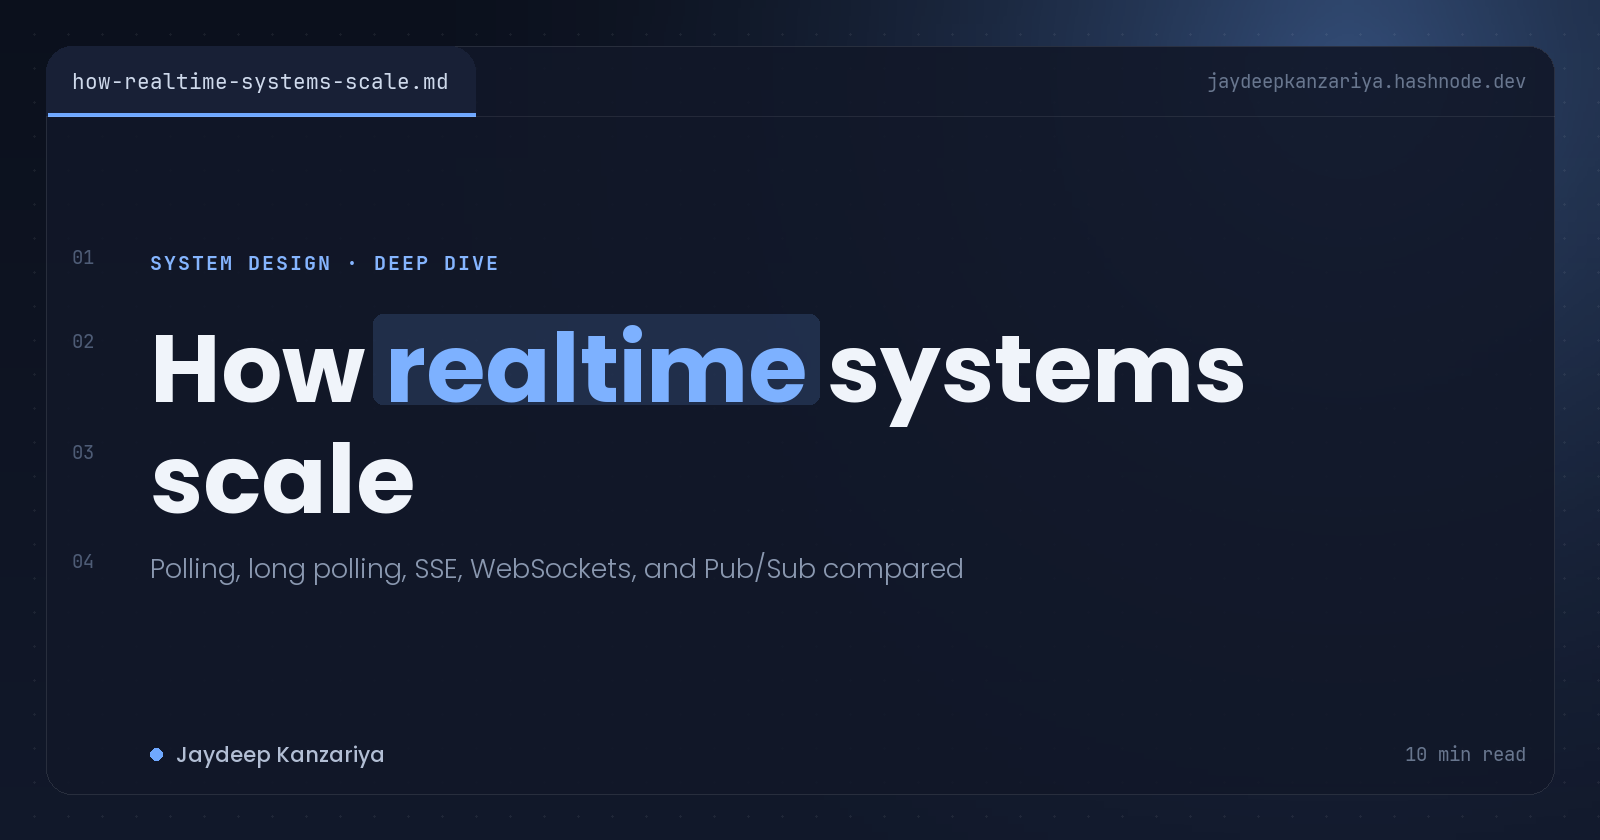 how-realtime-systems-scale.md
jaydeepkanzariya.hashnode.dev
01
SYSTEM DESIGN · DEEP DIVE
02
How realtime systems
03
scale
04
Polling, long polling, SSE, WebSockets, and Pub/Sub compared
Jaydeep Kanzariya
10 min read